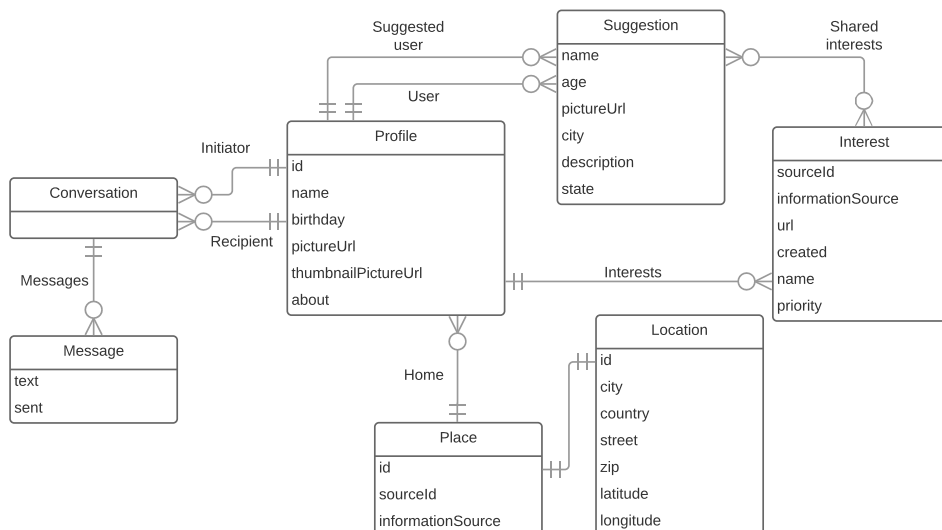 Suggested
user
User
Suggestion
name
age
pictureUrl
city
description
state
Shared
interests
Interest
sourceId
informationSource
url
created
name
priority
Initiator
Recipient
Conversation
Messages
Message
text
sent
Profile
id
name
birthday
pictureUrl
thumbnailPictureUrl
about
Interests
Home
Place
id
sourceId
informationSource
Location
id
city
country
street
zip
latitude
longitude